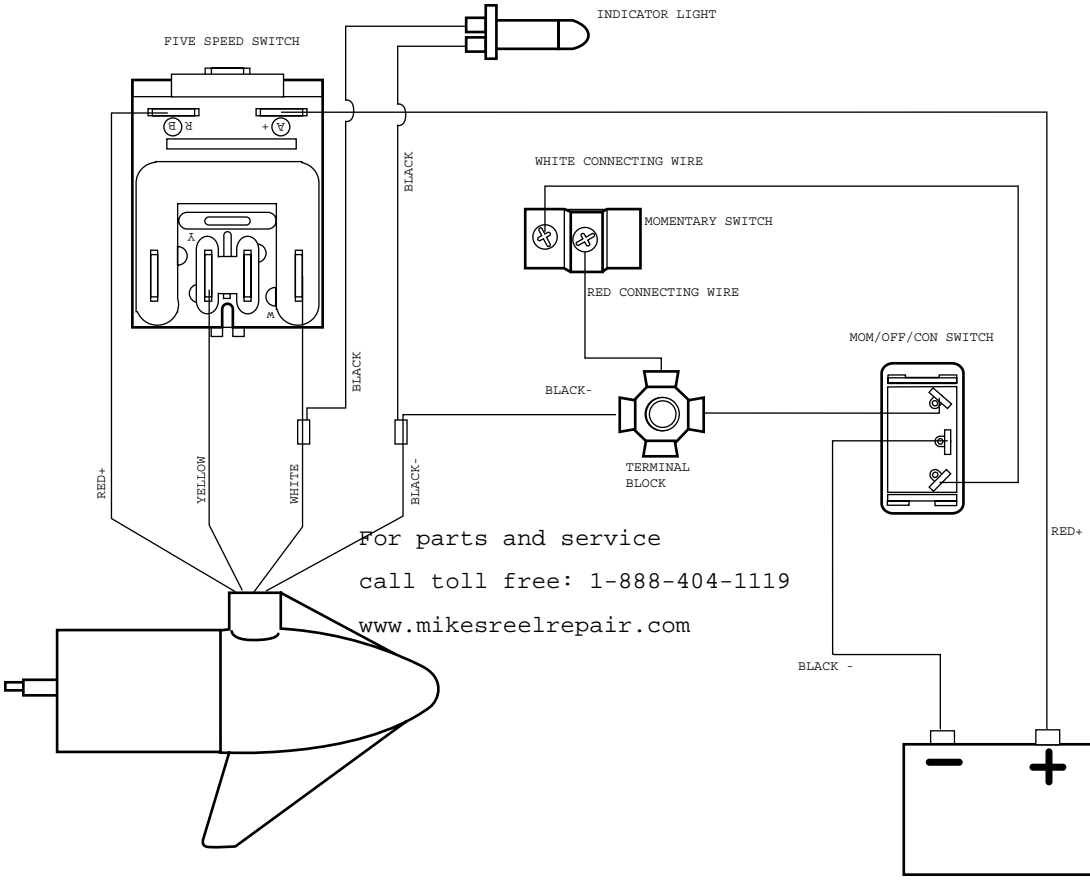 INDICATOR LIGHT
FIVE SPEED SWITCH
B R
+ A
BLACK
WHITE CONNECTING WIRE
MOMENTARY SWITCH
Y
RED CONNECTING WIRE
W
MOM/OFF/CON SWITCH
BLACK
BLACK-
TERMINAL
BLOCK
RED+
YELLOW
WHITE
BLACK-
For parts and service
call toll free: 1-888-404-1119
www.mikesreelrepair.com
RED+
BLACK -
- +